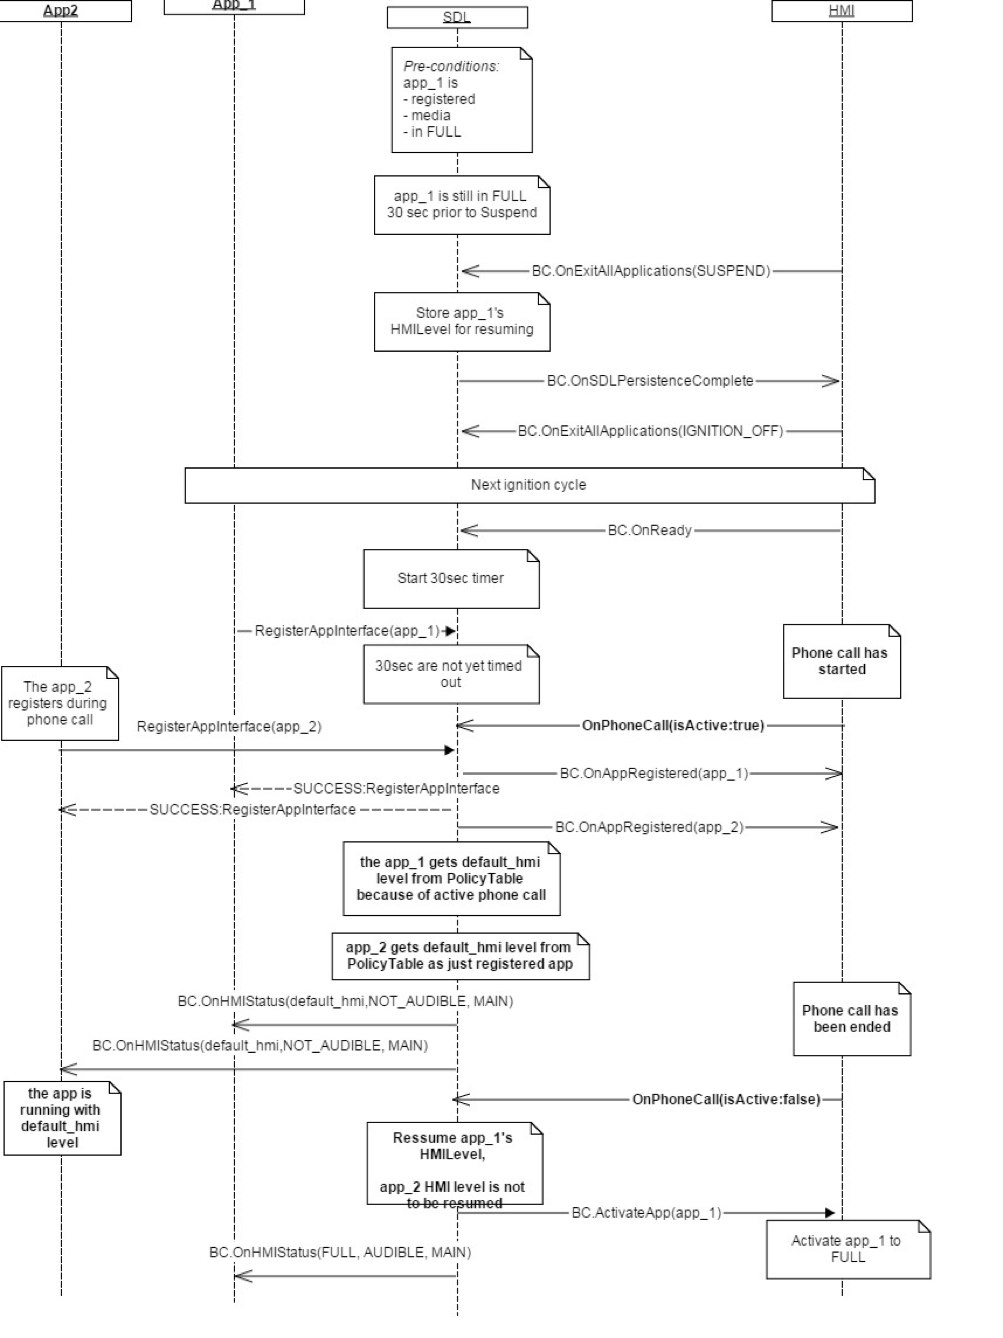 App2
App_1
SDL
HMI
Pre-conditions:
app_1 is
- registered
- media
- in FULL
app_1 is still in FULL
30 sec prior to Suspend
BC.OnExitAllApplications(SUSPEND)
Store app_1's
HMILevel for resuming
BC.OnSDLPersistenceComplete
BC.OnExitAllApplications(IGNITION_OFF)
Next ignition cycle
BC.OnReady
Start 30sec timer
RegisterAppInterface(app_1)
Phone call has
started
30sec are not yet timed
out
The app_2
registers during
phone call
RegisterAppInterface(app_2)
OnPhoneCall(isActive:true)
BC.OnAppRegistered(app_1)
SUCCESS:RegisterAppInterface
SUCCESS:RegisterAppInterface
BC.OnAppRegistered(app_2)
the app_1 gets default_hmi
level from PolicyTable
because of active phone call
app_2 gets default_hmi level from
PolicyTable as just registered app
BC.OnHMIStatus(default_hmi,NOT_AUDIBLE, MAIN)
Phone call has
been ended
BC.OnHMIStatus(default_hmi,NOT_AUDIBLE, MAIN)
the app is
running with
default_hmi
level
OnPhoneCall(isActive:false)
Ressume app_1's
HMILevel,
app_2 HMI level is not
to be resumed
BC.ActivateApp(app_1)
Activate app_1 to
FULL
BC.OnHMIStatus(FULL, AUDIBLE, MAIN)